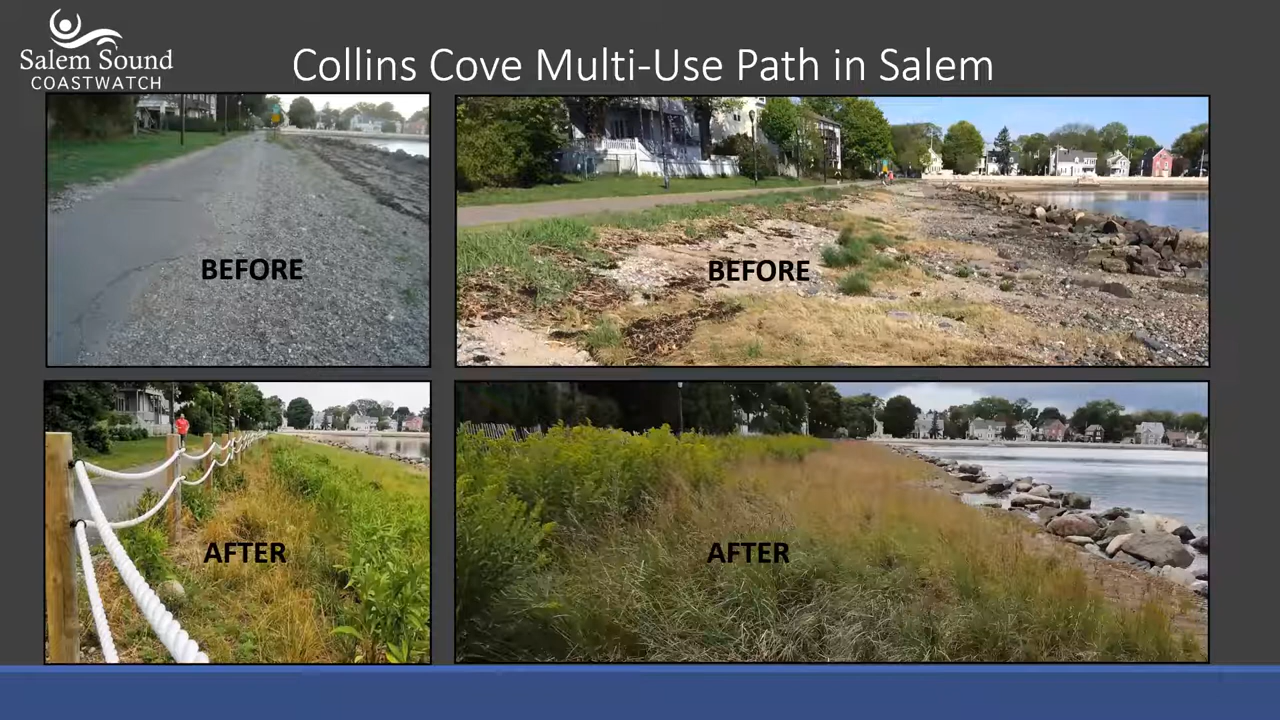 Salem Sound
COASTWATCH
Collins Cove Multi-Use Path in Salem
BEFORE
BEFORE
AFTER
AFTER